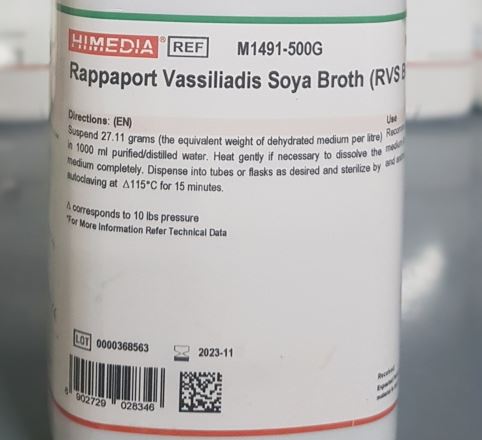 HIMEDIA® REF M1491-500G
Rappaport Vassiliadis Soya Broth (RVS B
Directions: (EN)
Suspend 27.11 grams (the equivalent weight of dehydrated medium per litre)
in 1000 ml purified/distilled water. Heat gently if necessary to dissolve the
medium completely. Dispense into tubes or flasks as desired and sterilize by
autoclaving at Δ115°C for 15 minutes.
Δ corresponds to 10 lbs pressure
*For More Information Refer Technical Data
Use
LOT 0000368563
2023-11
8 902729 028346